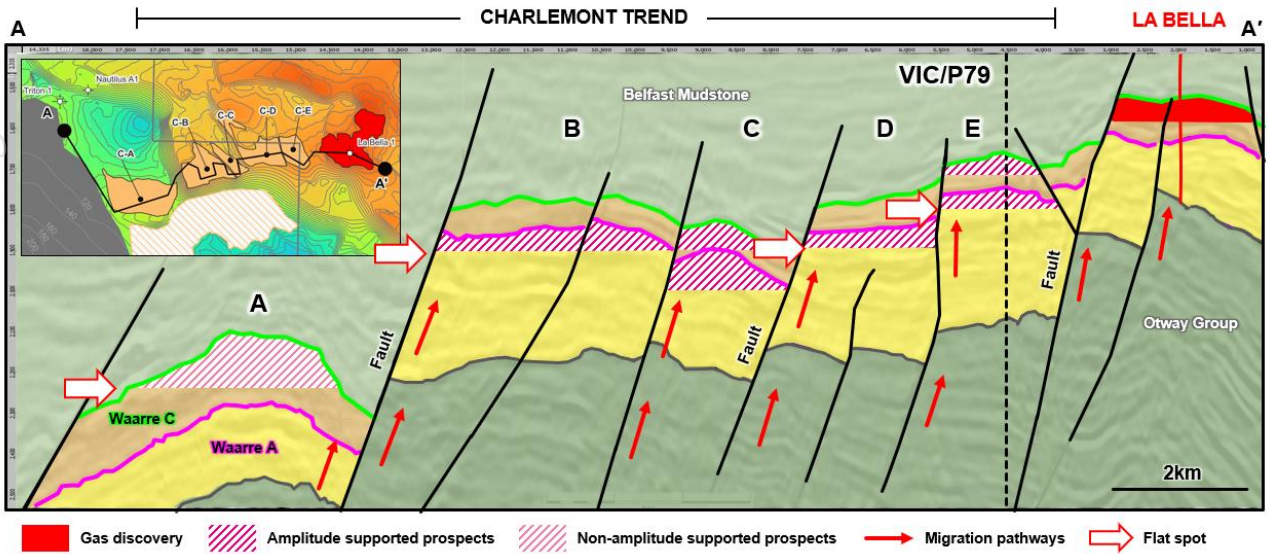 CHARLEMONT TREND
LA BELLA
A
A′
VIC/P79
Belfast Mudstone
Nautilus A1
Triton-1
A
C-A
C-B
C-C
C-D
C-E
La Bella-1
A'
A
B
C
D
E
Fault
Fault
Fault
Waarre C
Waarre A
Otway Group
2km
Gas discovery
Amplitude supported prospects
Non-amplitude supported prospects
Migration pathways
Flat spot